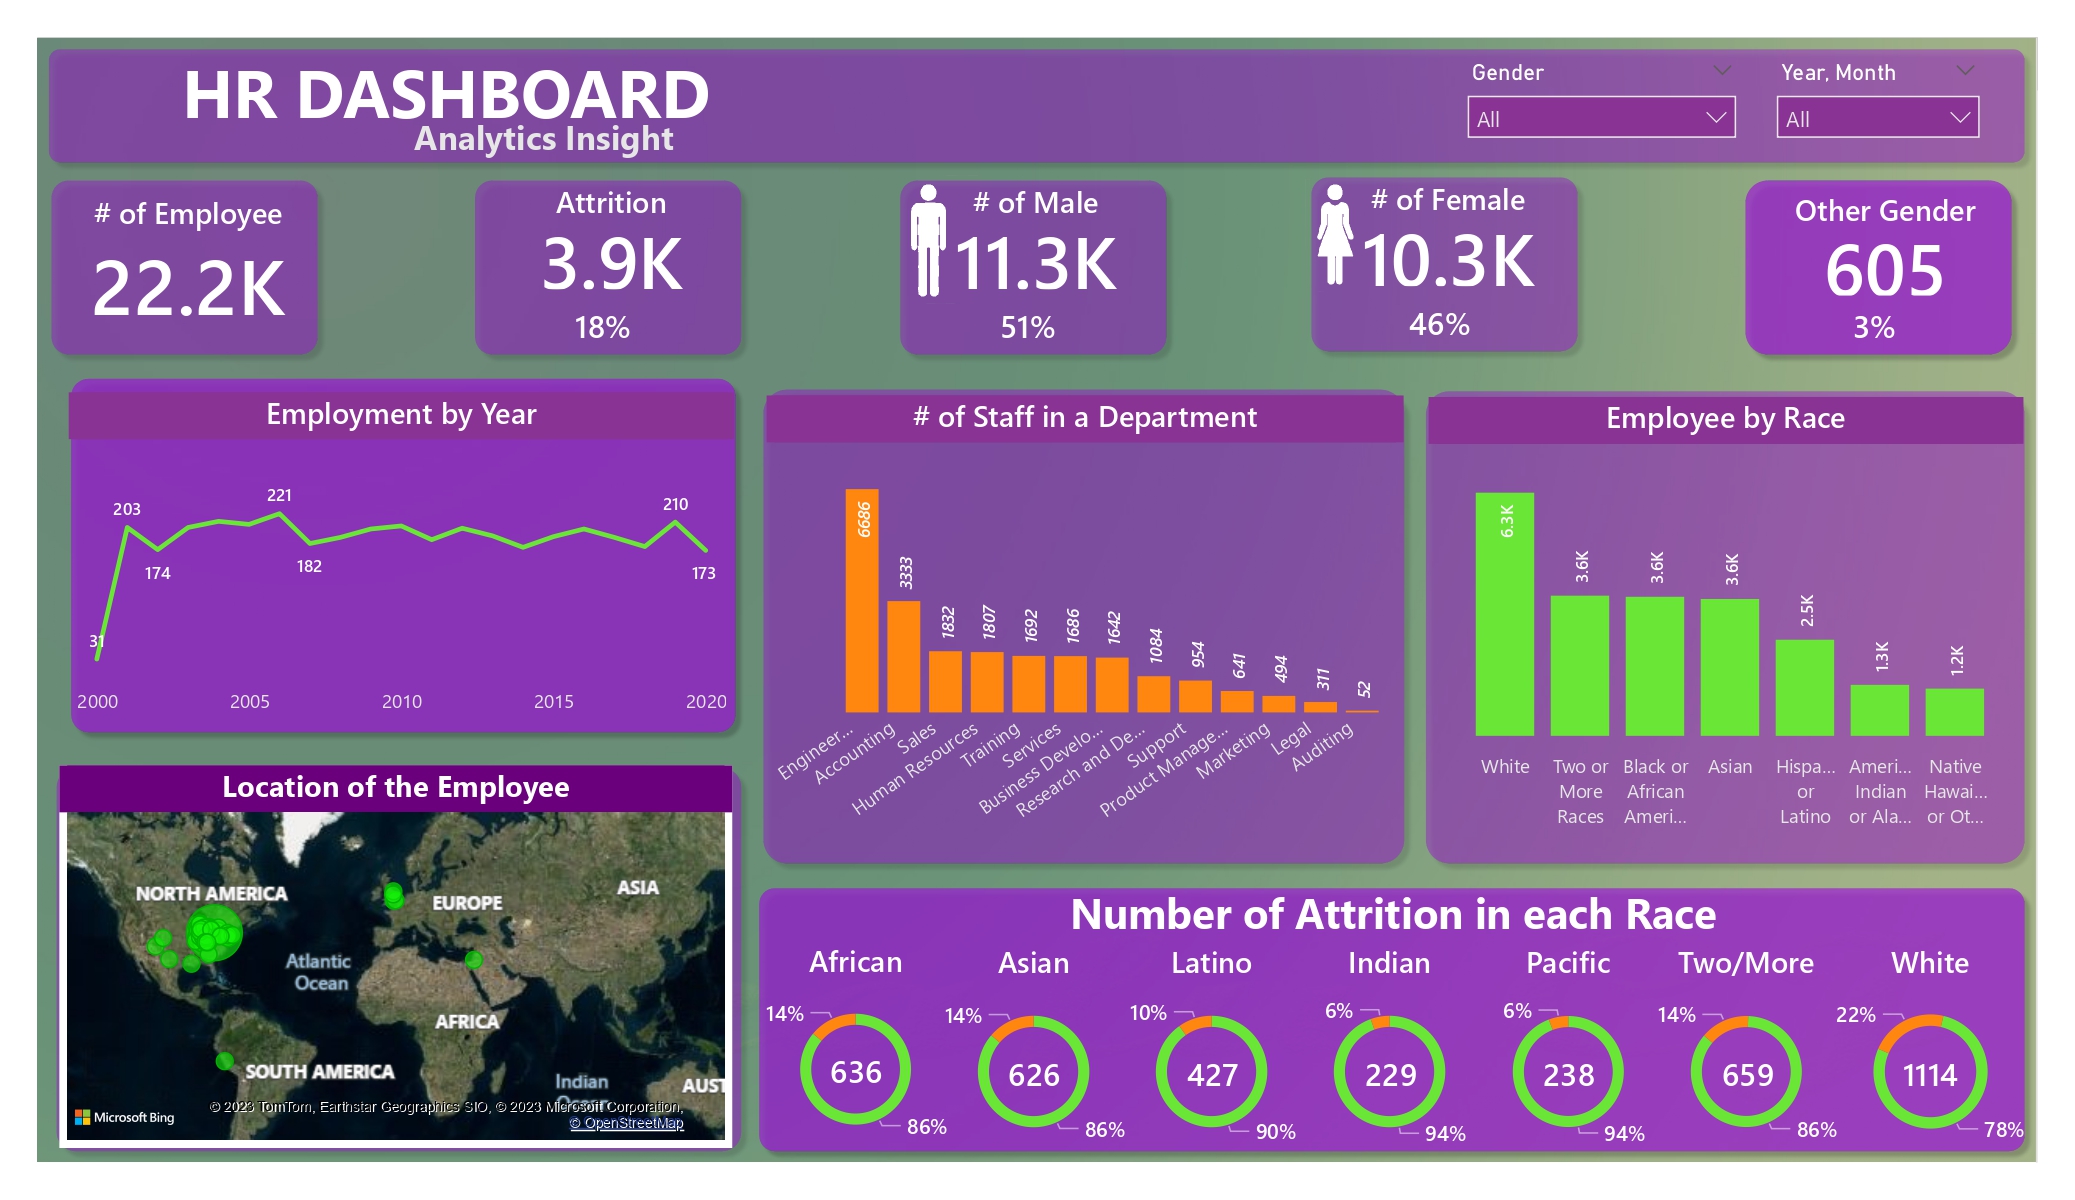 HR DASHBOARD
Analytics Insight
Gender
All
Year, Month
All
# of Employee
22.2K
Attrition
3.9K
18%
# of Male
11.3K
51%
# of Female
10.3K
46%
Other Gender
605
3%
Employment by Year
203
174
221
182
210
173
31
2000 2005 2010 2015 2020
# of Staff in a Department
6686 3333 1832 1807 1692 1686 1642 1084 954 641 494 311 52
Engineer...
Accounting
Sales
Human Resources
Training
Services
Business Develo...
Research and De...
Support
Product Manage...
Marketing
Legal
Auditing
Employee by Race
6.3K 3.6K 3.6K 3.6K 2.5K 1.3K 1.2K
White
Two or
More
Races
Black or
African
Ameri...
Asian
Hispa...
or
Latino
Ameri...
Indian
or Ala...
Native
Hawai...
or Ot...
Location of the Employee
NORTH AMERICA
EUROPE
ASIA
Atlantic
Ocean
AFRICA
SOUTH AMERICA
Indian
Ocean
AUST
Microsoft Bing
© 2023 TomTom, Earthstar Geographics SIO, © 2023 Microsoft Corporation,
© OpenStreetMap
Number of Attrition in each Race
African
14%
636
86%
Asian
14%
626
86%
Latino
10%
427
90%
Indian
6%
229
94%
Pacific
6%
238
94%
Two/More
14%
659
86%
White
22%
1114
78%